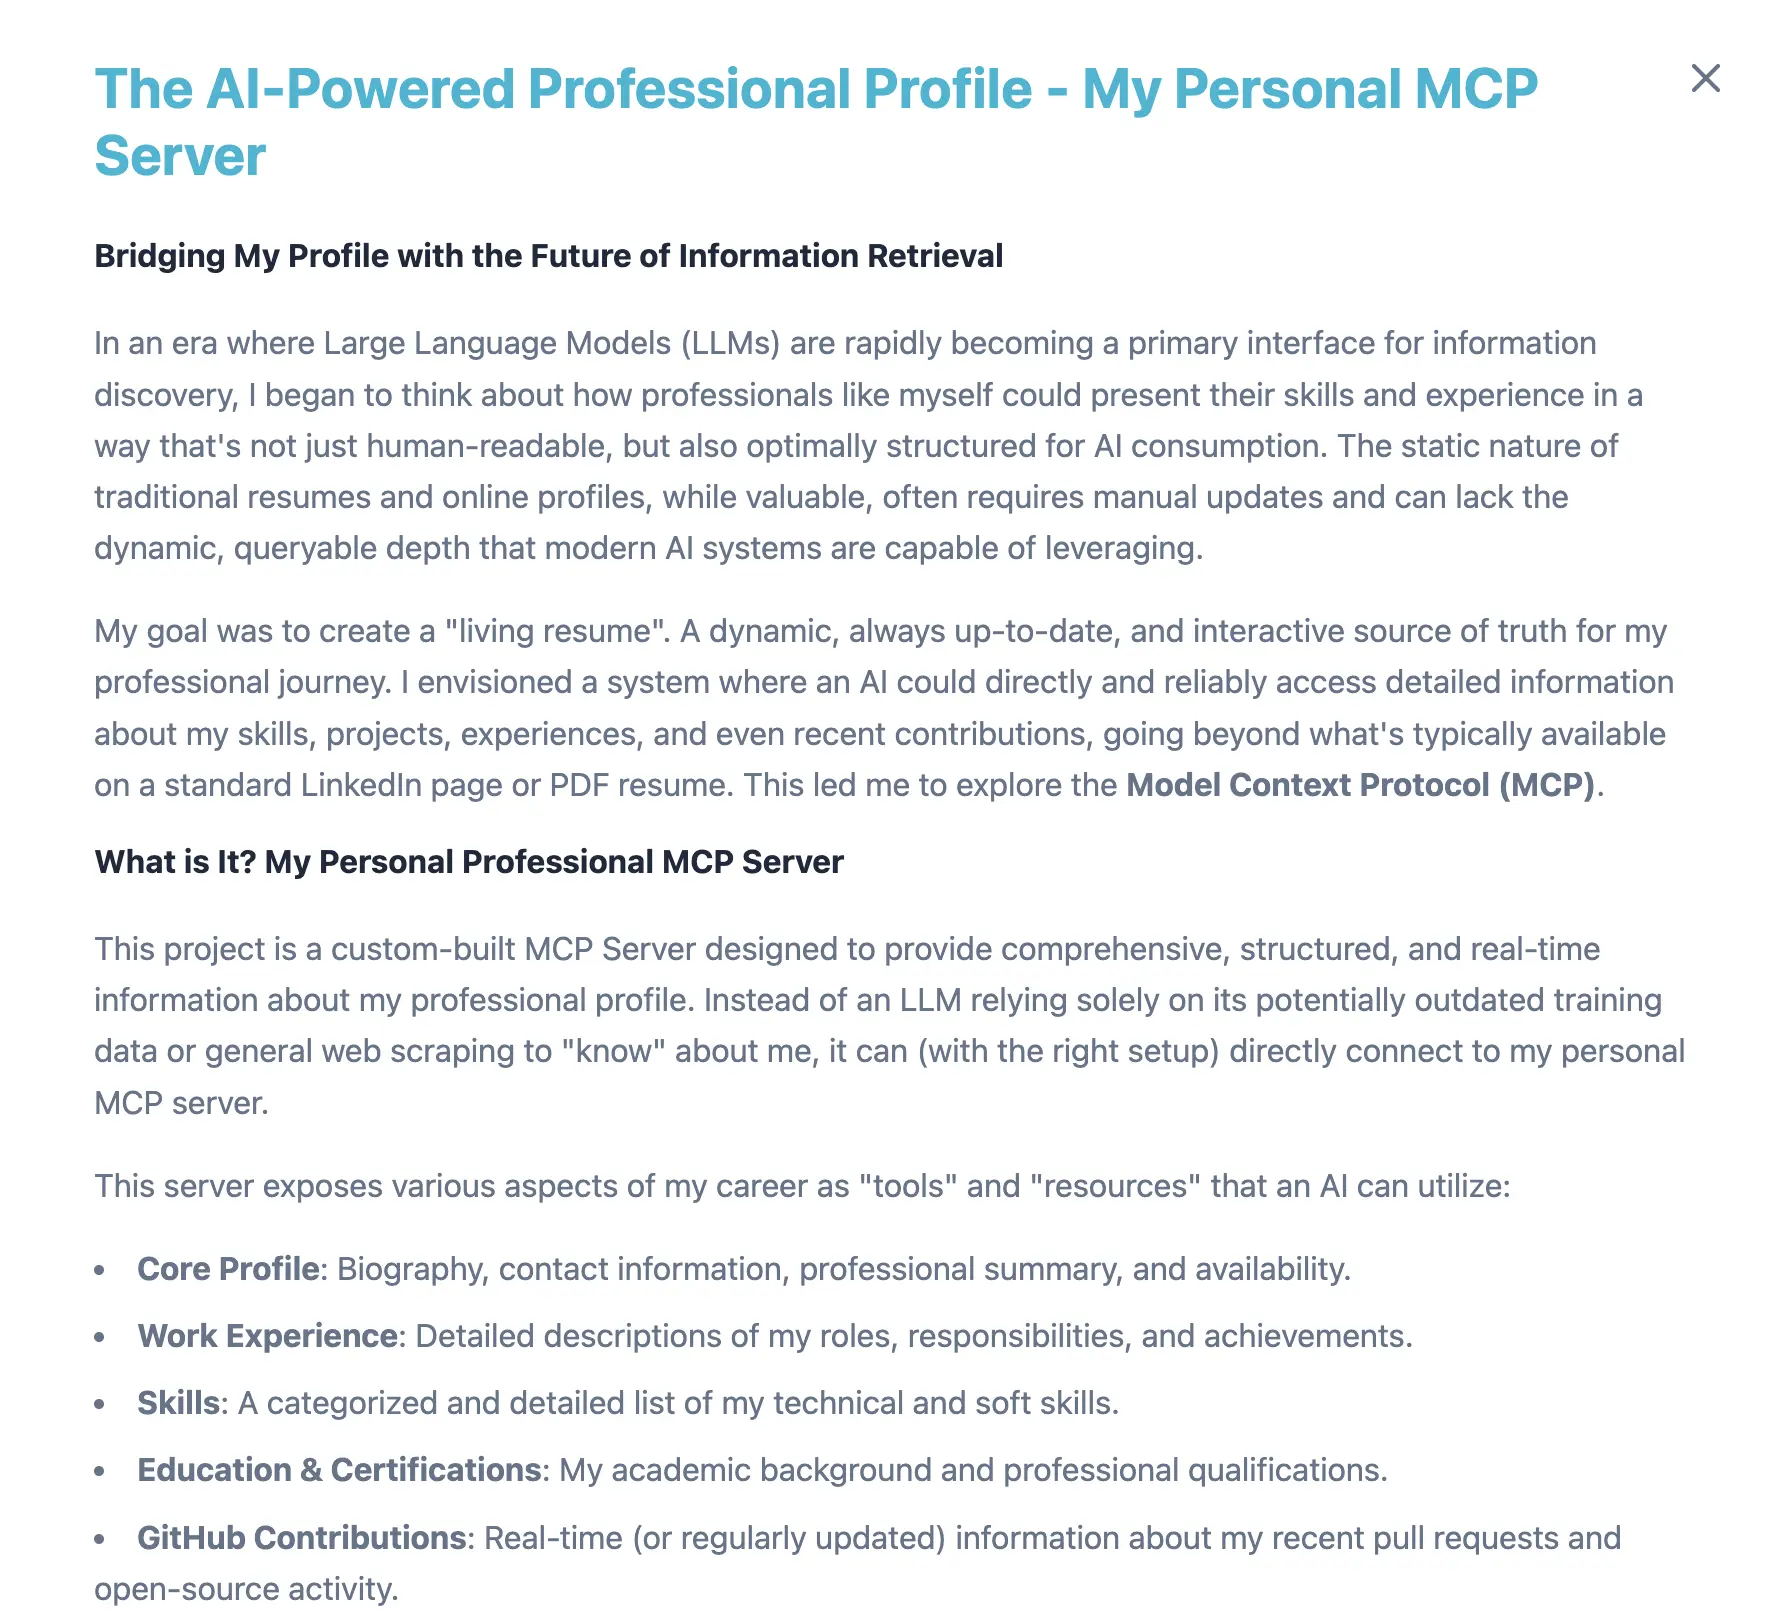 The AI-Powered Professional Profile - My Personal MCP
Server
Bridging My Profile with the Future of Information Retrieval
In an era where Large Language Models (LLMs) are rapidly becoming a primary interface for information
discovery, I began to think about how professionals like myself could present their skills and experience in a
way that's not just human-readable, but also optimally structured for AI consumption. The static nature of
traditional resumes and online profiles, while valuable, often requires manual updates and can lack the
dynamic, queryable depth that modern AI systems are capable of leveraging.
My goal was to create a "living resume". A dynamic, always up-to-date, and interactive source of truth for my
professional journey. I envisioned a system where an AI could directly and reliably access detailed information
about my skills, projects, experiences, and even recent contributions, going beyond what's typically available
on a standard LinkedIn page or PDF resume. This led me to explore the Model Context Protocol (MCP).
What is It? My Personal Professional MCP Server
This project is a custom-built MCP Server designed to provide comprehensive, structured, and real-time
information about my professional profile. Instead of an LLM relying solely on its potentially outdated training
data or general web scraping to "know" about me, it can (with the right setup) directly connect to my personal
MCP server.
This server exposes various aspects of my career as "tools" and "resources" that an AI can utilize:
• Core Profile: Biography, contact information, professional summary, and availability.
• Work Experience: Detailed descriptions of my roles, responsibilities, and achievements.
• Skills: A categorized and detailed list of my technical and soft skills.
• Education & Certifications: My academic background and professional qualifications.
• GitHub Contributions: Real-time (or regularly updated) information about my recent pull requests and
open-source activity.